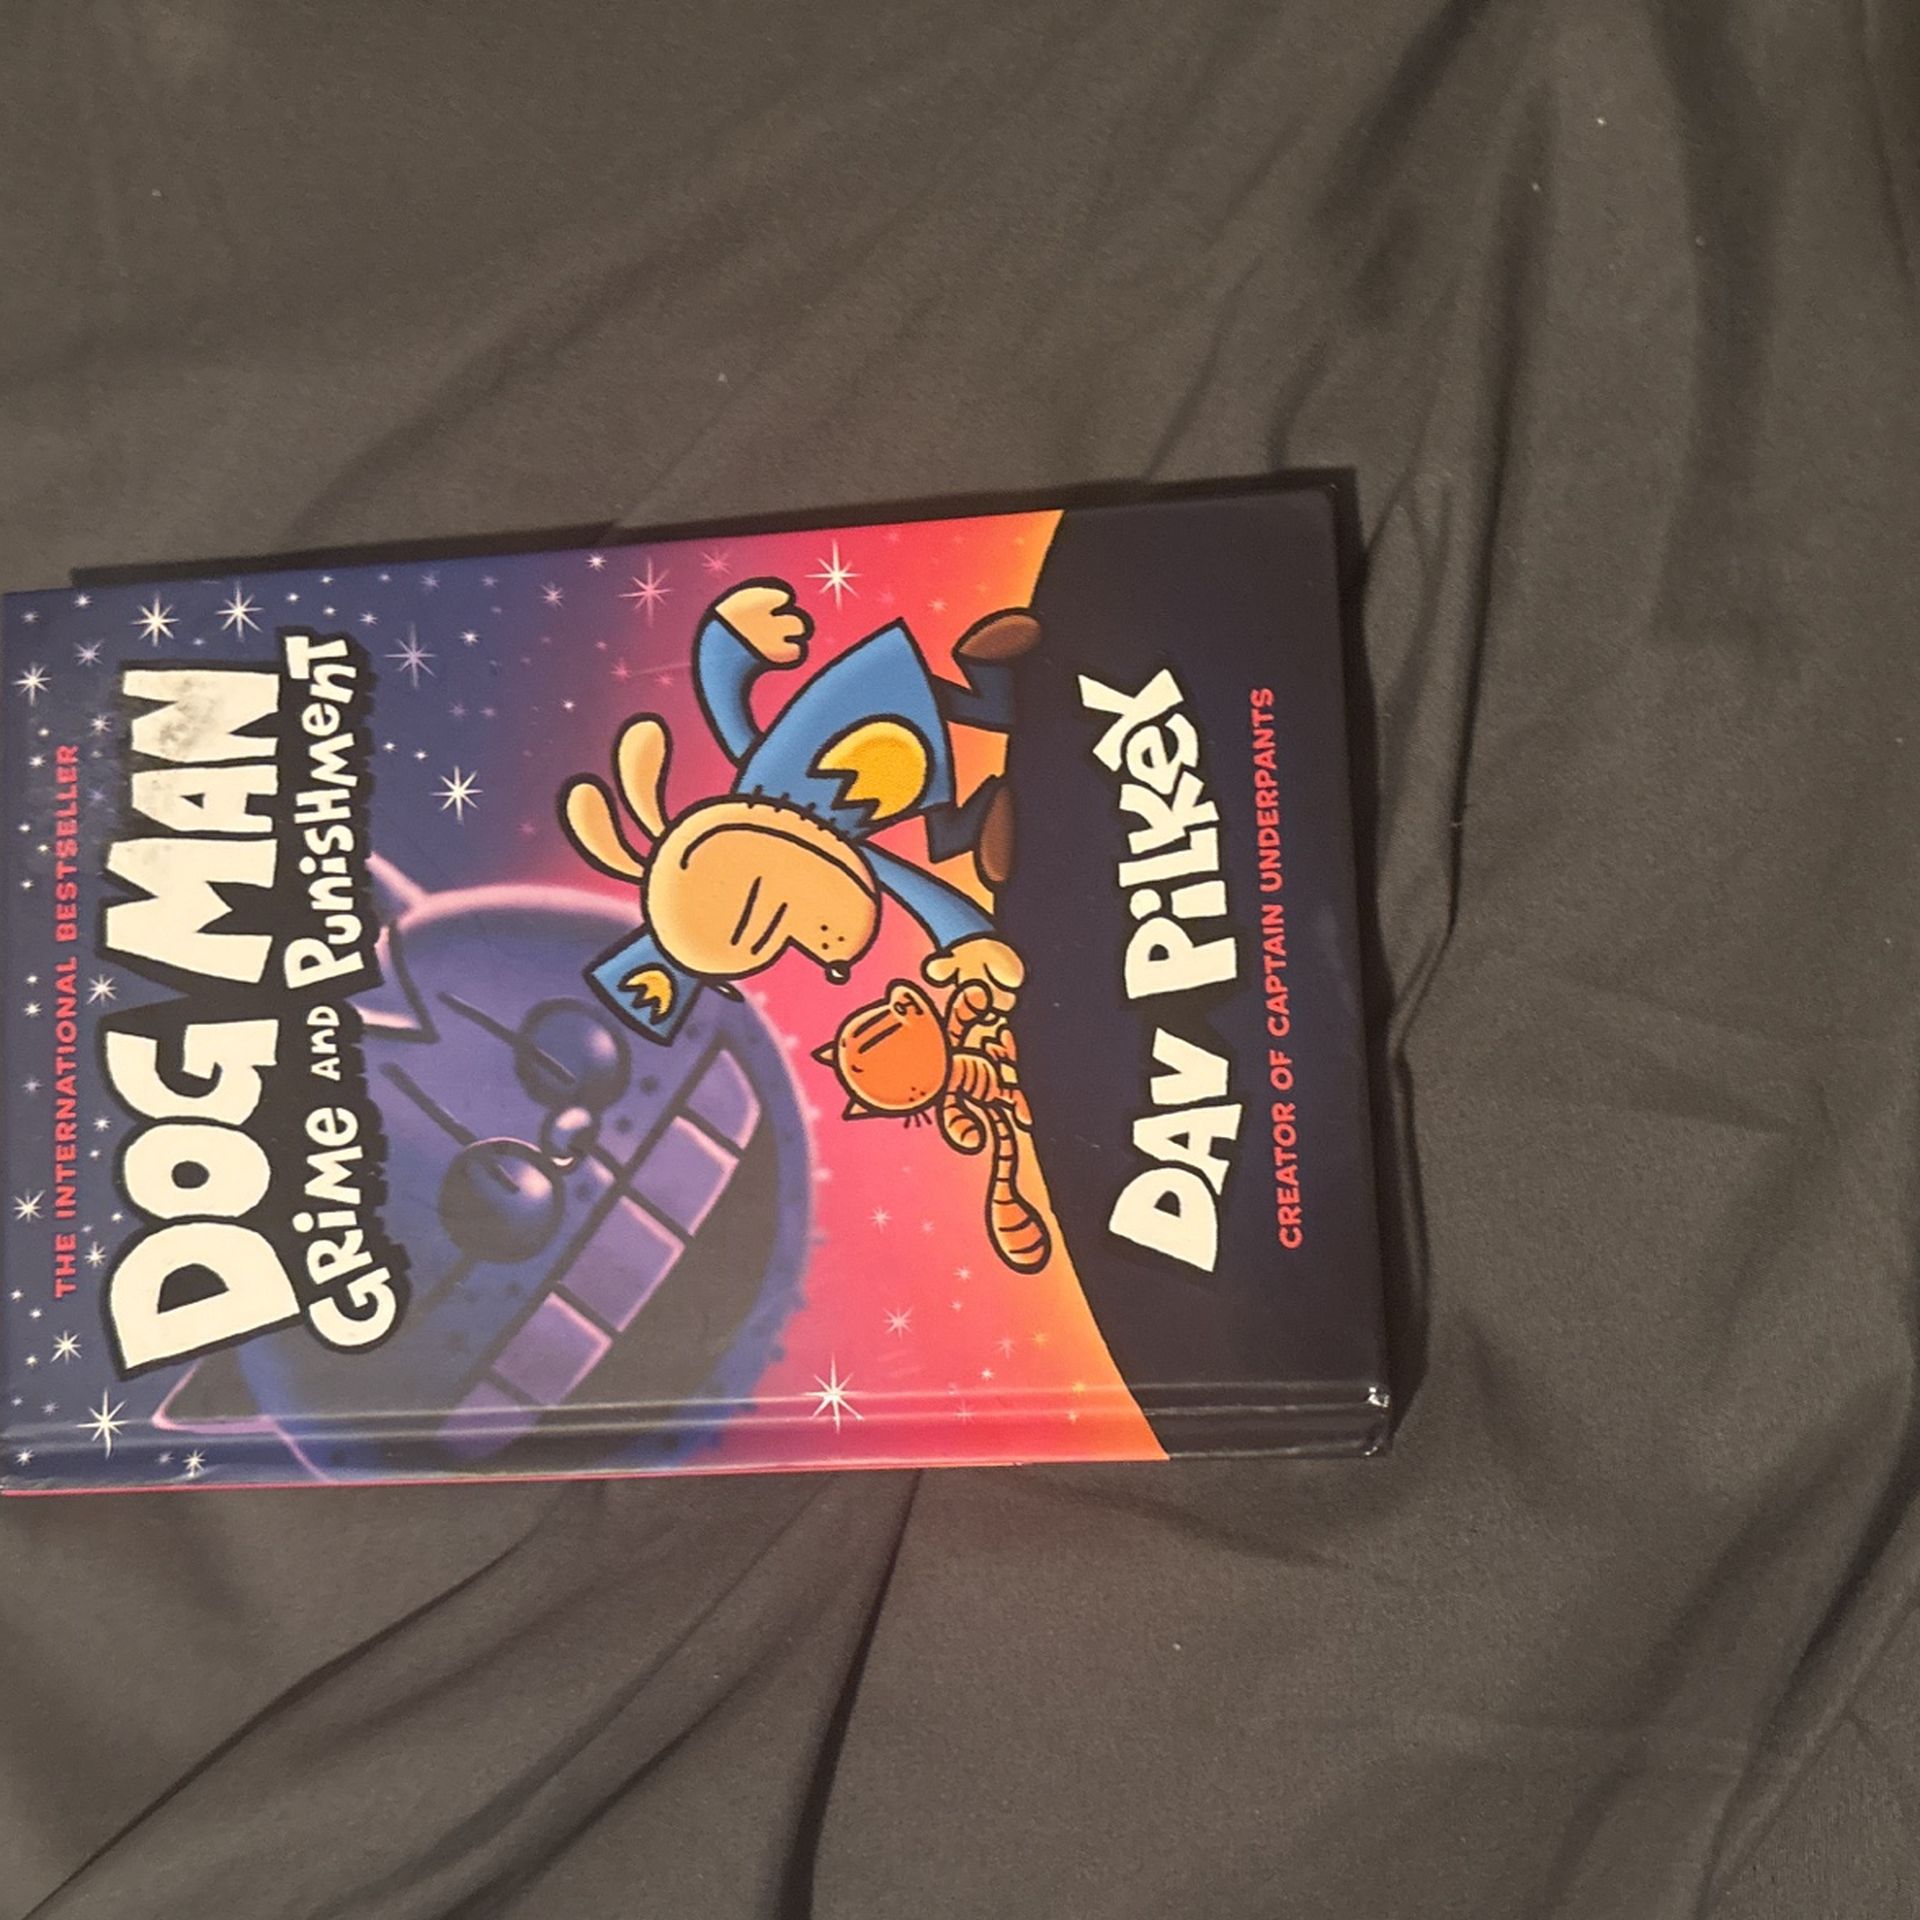 THE INTERNATIONAL BESTSELLER
DOG MAN
GRiME AND PUniSHMenT
DAV PiLKeY
CREATOR OF CAPTAIN UNDERPANTS